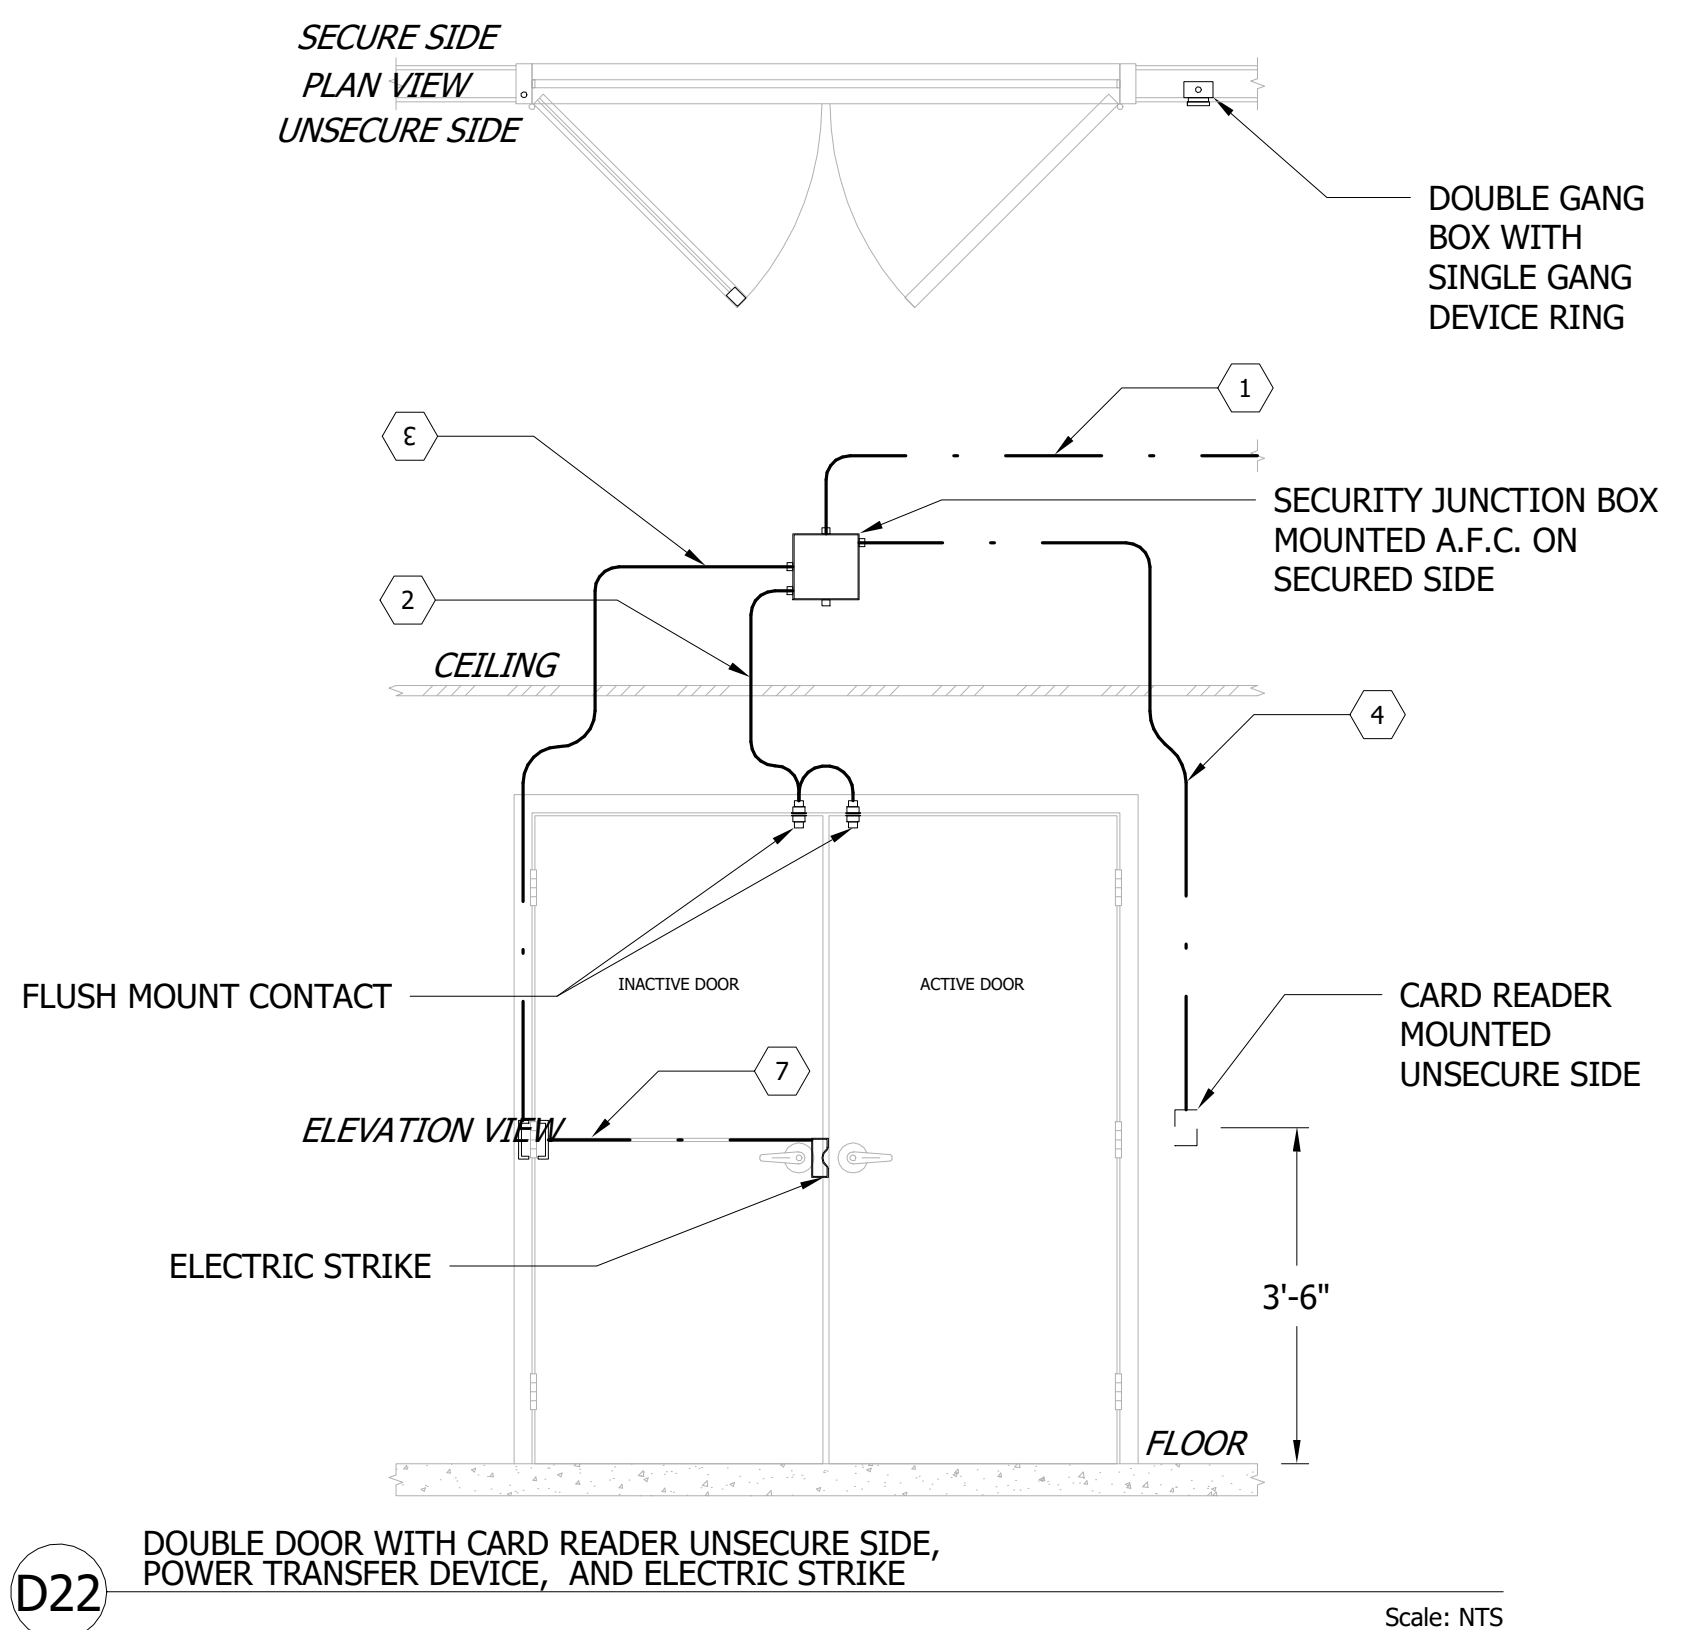 SECURE SIDE
PLAN VIEW
UNSECURE SIDE
DOUBLE GANG
BOX WITH
SINGLE GANG
DEVICE RING
1
3
SECURITY JUNCTION BOX
MOUNTED A.F.C. ON
SECURED SIDE
2
CEILING
4
INACTIVE DOOR
ACTIVE DOOR
FLUSH MOUNT CONTACT
CARD READER
MOUNTED
UNSECURE SIDE
7
ELEVATION VIEW
ELECTRIC STRIKE
3'-6"
FLOOR
D22
DOUBLE DOOR WITH CARD READER UNSECURE SIDE,
POWER TRANSFER DEVICE, AND ELECTRIC STRIKE
Scale: NTS